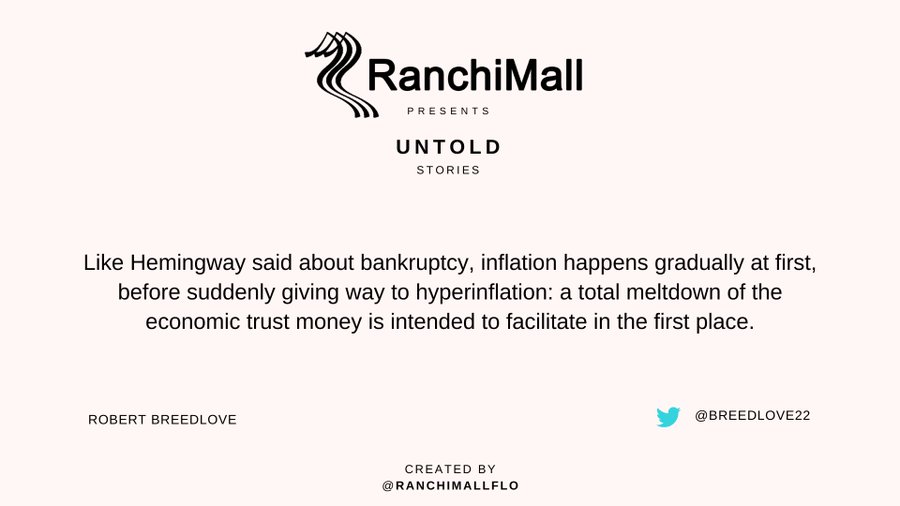 RanchiMall
PRESENTS
UNTOLD
STORIES
Like Hemingway said about bankruptcy, inflation happens gradually at first,
before suddenly giving way to hyperinflation: a total meltdown of the
economic trust money is intended to facilitate in the first place.
ROBERT BREEDLOVE
@BREEDLOVE22
CREATED BY
@RANCHIMALLFLO